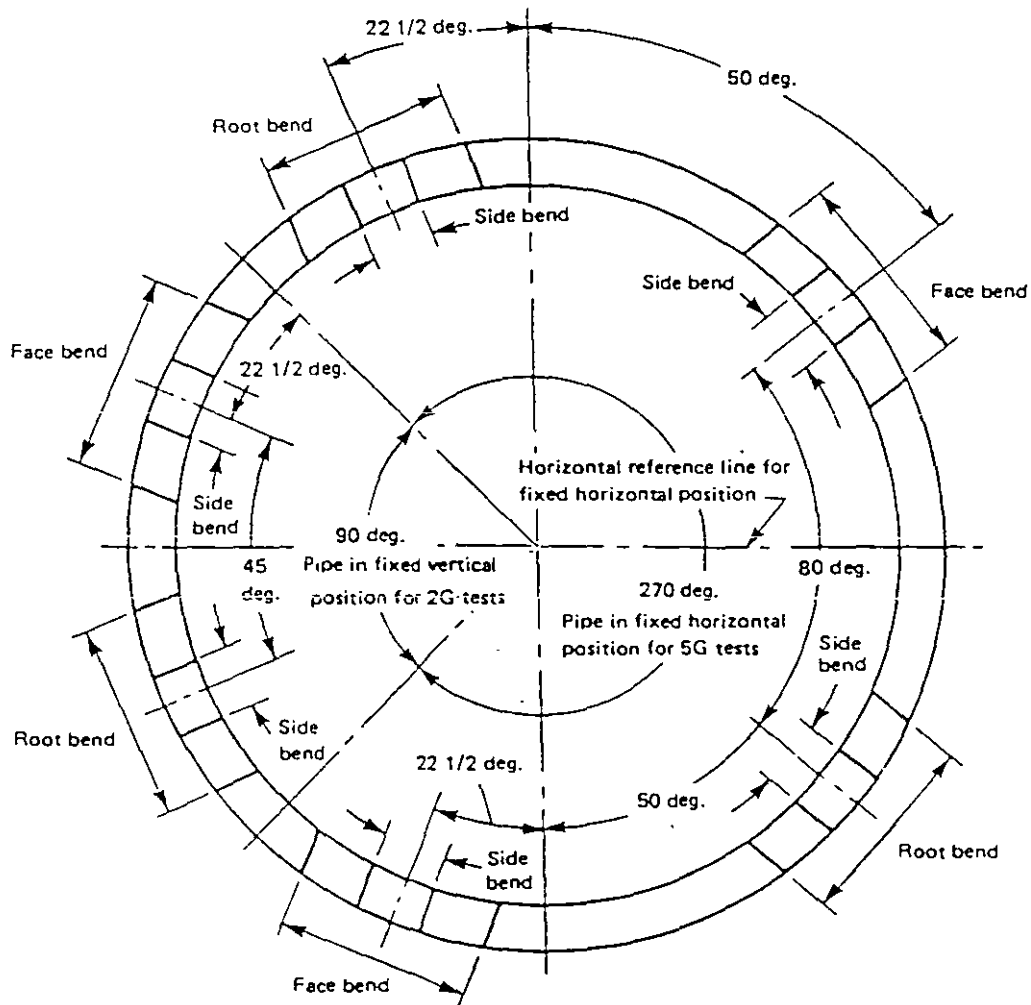 22 1/2 deg.
50 deg.
Root bend
Side bend
Side bend
Face bend
Face bend
22 1/2 deg.
Horizontal reference line for
fixed horizontal position
Side
bend
90 deg.
Pipe in fixed vertical
position for 2G tests
45
deg.
270 deg.
Pipe in fixed horizontal
position for 5G tests
80 deg.
Side
bend
Root bend
Side
bend
22 1/2 deg.
50 deg.
Side
bend
Root bend
Face bend